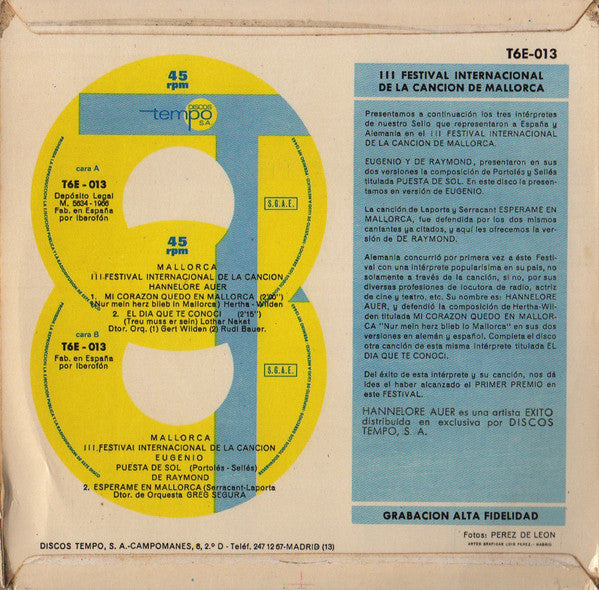 T6E-013
III FESTIVAL INTERNACIONAL
DE LA CANCION DE MALLORCA
Presentamos a continuación los tres intérpretes
de nuestro Sello que representaron a España y
Alemania en el III FESTIVAL INTERNACIONAL
DE LA CANCION DE MALLORCA.
EUGENIO Y DE RAYMOND, presentaron en sus
dos versiones la composición de Portolés y Sellés
titulada PUESTA DE SOL. En este disco la presen-
tamos en versión de EUGENIO.
La canción de Laporta y Serracant ESPERAME EN
MALLORCA, fue defendida por los dos mismos
cantantes ya citados, y aquí les ofrecemos la ver-
sión de DE RAYMOND.
Alemania concurrió por primera vez a éste Festi-
val con una intérprete popularísima en su país, no
solamente a través de la canción, si no, por sus
diversas profesiones de locutora de radio, actriz
de cine y teatro, etc. Su nombre es: HANNELORE
AUER, y defendió la composición de Hertha-Wil-
den titulada MI CORAZON QUEDO EN MALLOR-
CA "Nur mein herz blieb lo Mallorca" en sus dos
versiones en alemán y español. Completa el disco
otra canción de esta misma intérprete titulada EL
DIA QUE TE CONOCI.
Del éxito de esta intérprete y su canción, nos dá
idea el haber alcanzado el PRIMER PREMIO en
este FESTIVAL.
HANNELORE AUER es una artista EXITO
distribuida en exclusiva por DISCOS
TEMPO, S. A.
GRABACION ALTA FIDELIDAD
Fotos: PEREZ DE LEON
ARTES GRAFICAS LUIS PEREZ.- MADRID
45
rpm
DISCOS
tempo
S.A.
cara A
T6E - 013
Depósito Legal
M. 5634-1966
Fab. en España
por Iberofón
S.G.A.E.
45
rpm
MALLORCA
III FESTIVAL INTERNACIONAL DE LA CANCION
HANNELORE AUER
1. MI CORAZON QUEDO EN MALLORCA (2'00")
(Nur mein herz blieb in Mallorca) Hertha - Wilden
2. EL DIA QUE TE CONOCI (2'15")
(Treu muss er sein) Lothar Nakat
Dtor. Orq. (1) Gert Wilden (2) Rudi Bauer.
cara B
T6E - 013
Fab. en España
por Iberofón
S.G.A.E.
MALLORCA
III FESTIVAL INTERNACIONAL DE LA CANCION
EUGENIO
PUESTA DE SOL (Portolés - Sellés)
DE RAYMOND
2. ESPERAME EN MALLORCA (Serracant-Laporta
Dtor. de Orquesta GREG SEGURA
DISCOS TEMPO, S. A.-CAMPOMANES, 6, 2.º D - Teléf. 247 12 67-MADRID (13)